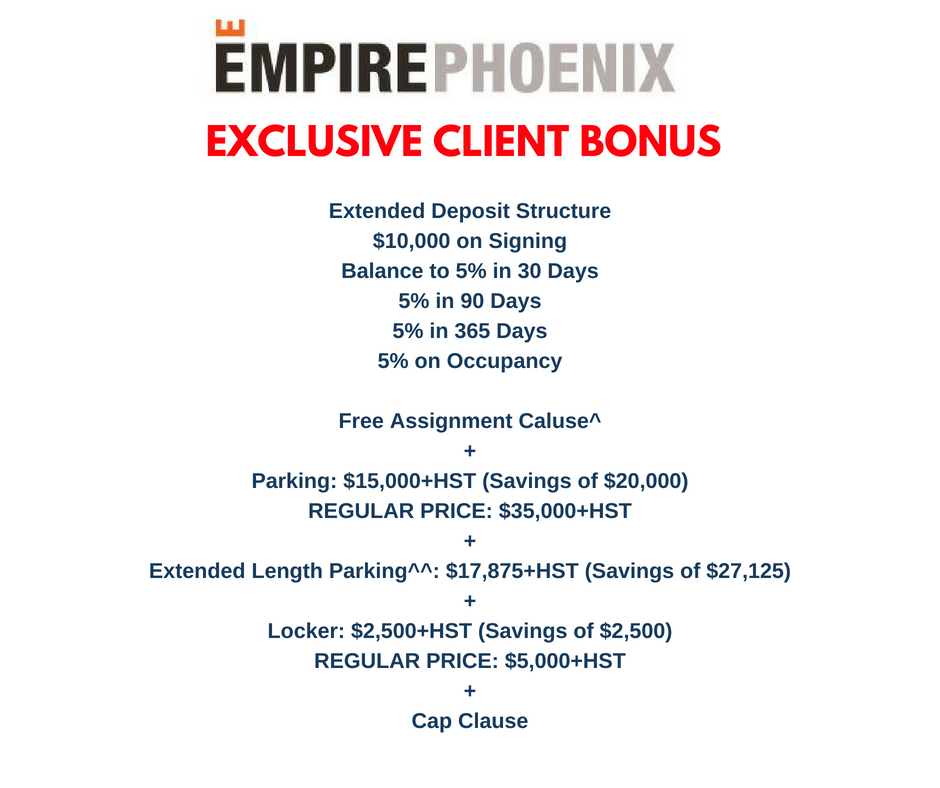 E
EMPIREPHOENIX
EXCLUSIVE CLIENT BONUS
Extended Deposit Structure
$10,000 on Signing
Balance to 5% in 30 Days
5% in 90 Days
5% in 365 Days
5% on Occupancy
Free Assignment Caluse^
+
Parking: $15,000+HST (Savings of $20,000)
REGULAR PRICE: $35,000+HST
+
Extended Length Parking^^: $17,875+HST (Savings of $27,125)
+
Locker: $2,500+HST (Savings of $2,500)
REGULAR PRICE: $5,000+HST
+
Cap Clause